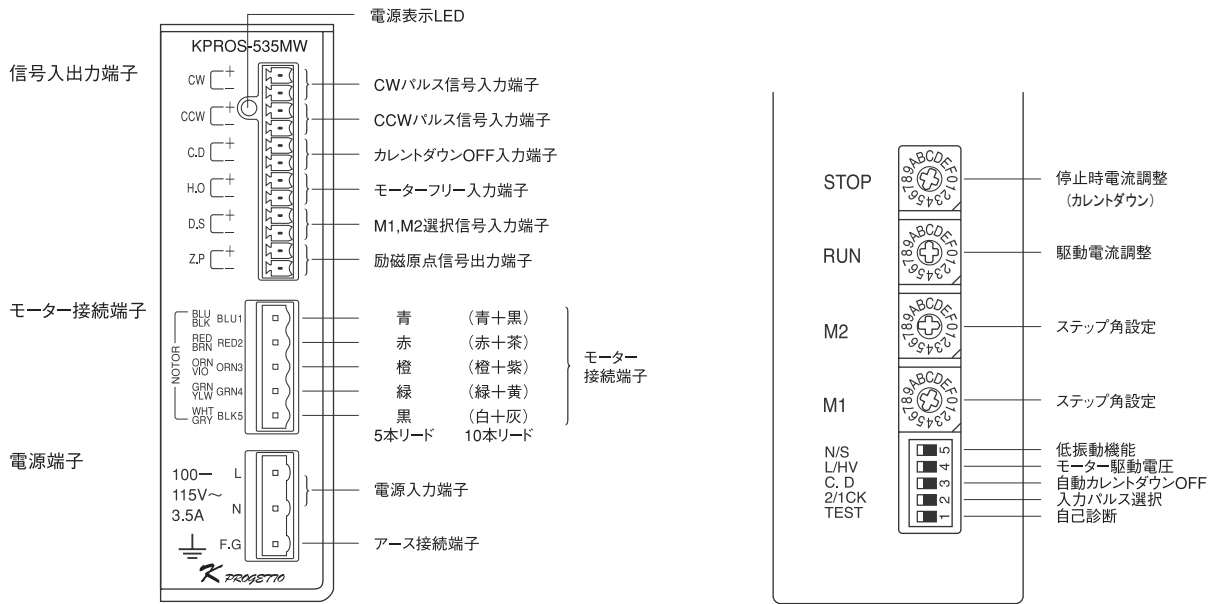 電源表示LED
KPROS-535MW
信号入出力端子
CW + −
CWパルス信号入力端子
CCW + −
CCWパルス信号入力端子
C.D + −
カレントダウンOFF入力端子
H.O + −
モーターフリー入力端子
D.S + −
M1,M2選択信号入力端子
Z.P + −
励磁原点信号出力端子
モーター接続端子
NOTOR
BLU BLK BLU1 青 (青＋黒)
RED BRN RED2 赤 (赤＋茶)
ORN VIO ORN3 橙 (橙＋紫)
GRN YLW GRN4 緑 (緑＋黄)
WHT GRY BLK5 黒 (白＋灰)
5本リード 10本リード
モーター
接続端子
電源端子
100−
115V～
3.5A
L
N
電源入力端子
F.G
アース接続端子
K PROGETTO
STOP
0123456789ABCDEF
停止時電流調整
(カレントダウン)
RUN
0123456789ABCDEF
駆動電流調整
M2
0123456789ABCDEF
ステップ角設定
M1
0123456789ABCDEF
ステップ角設定
N/S 5 低振動機能
L/HV 4 モーター駆動電圧
C. D 3 自動カレントダウンOFF
2/1CK 2 入力パルス選択
TEST 1 自己診断